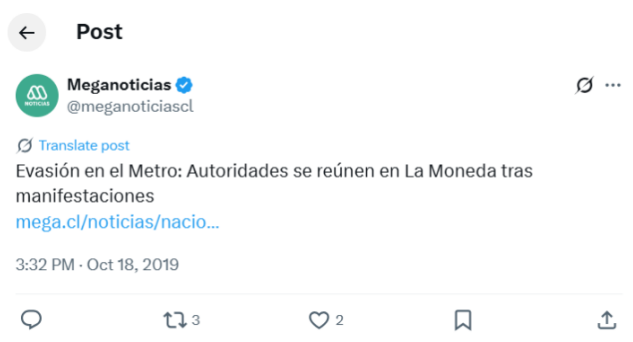 Post
Meganoticias
NOTICIAS
@meganoticiascl
Translate post
Evasión en el Metro: Autoridades se reúnen en La Moneda tras
manifestaciones
mega.cl/noticias/nacio...
3:32 PM · Oct 18, 2019
3
2